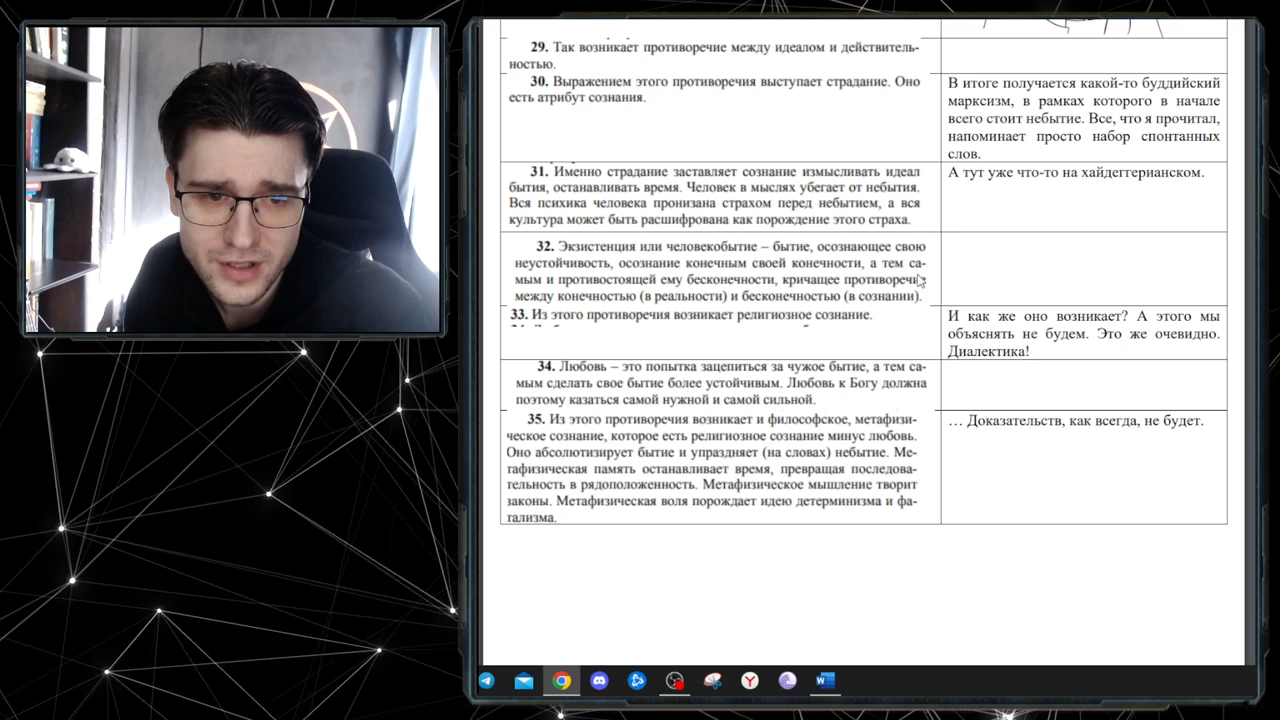 29. Так возникает противоречие между идеалом и действитель-
ностью.
30. Выражением этого противоречия выступает страдание. Оно
есть атрибут сознания.
В итоге получается какой-то буддийский
марксизм, в рамках которого в начале
всего стоит небытие. Все, что я прочитал,
напоминает просто набор спонтанных
слов.
31. Именно страдание заставляет сознание измысливать идеал
бытия, останавливать время. Человек в мыслях убегает от небытия.
Вся психика человека пронизана страхом перед небытием, а вся
культура может быть расшифрована как порождение этого страха.
А тут уже что-то на хайдеггерианском.
32. Экзистенция или человекобытие – бытие, осознающее свою
неустойчивость, осознание конечным своей конечности, а тем са-
мым и противостоящей ему бесконечности, кричащее противоречие
между конечностью (в реальности) и бесконечностью (в сознании).
33. Из этого противоречия возникает религиозное сознание.
И как же оно возникает? А этого мы
объяснять не будем. Это же очевидно.
Диалектика!
34. Любовь – это попытка зацепиться за чужое бытие, а тем са-
мым сделать свое бытие более устойчивым. Любовь к Богу должна
поэтому казаться самой нужной и самой сильной.
35. Из этого противоречия возникает и философское, метафизи-
ческое сознание, которое есть религиозное сознание минус любовь.
Оно абсолютизирует бытие и упраздняет (на словах) небытие. Ме-
тафизическая память останавливает время, превращая последова-
тельность в рядоположенность. Метафизическое мышление творит
законы. Метафизическая воля порождает идею детерминизма и фа-
тализма.
… Доказательств, как всегда, не будет.